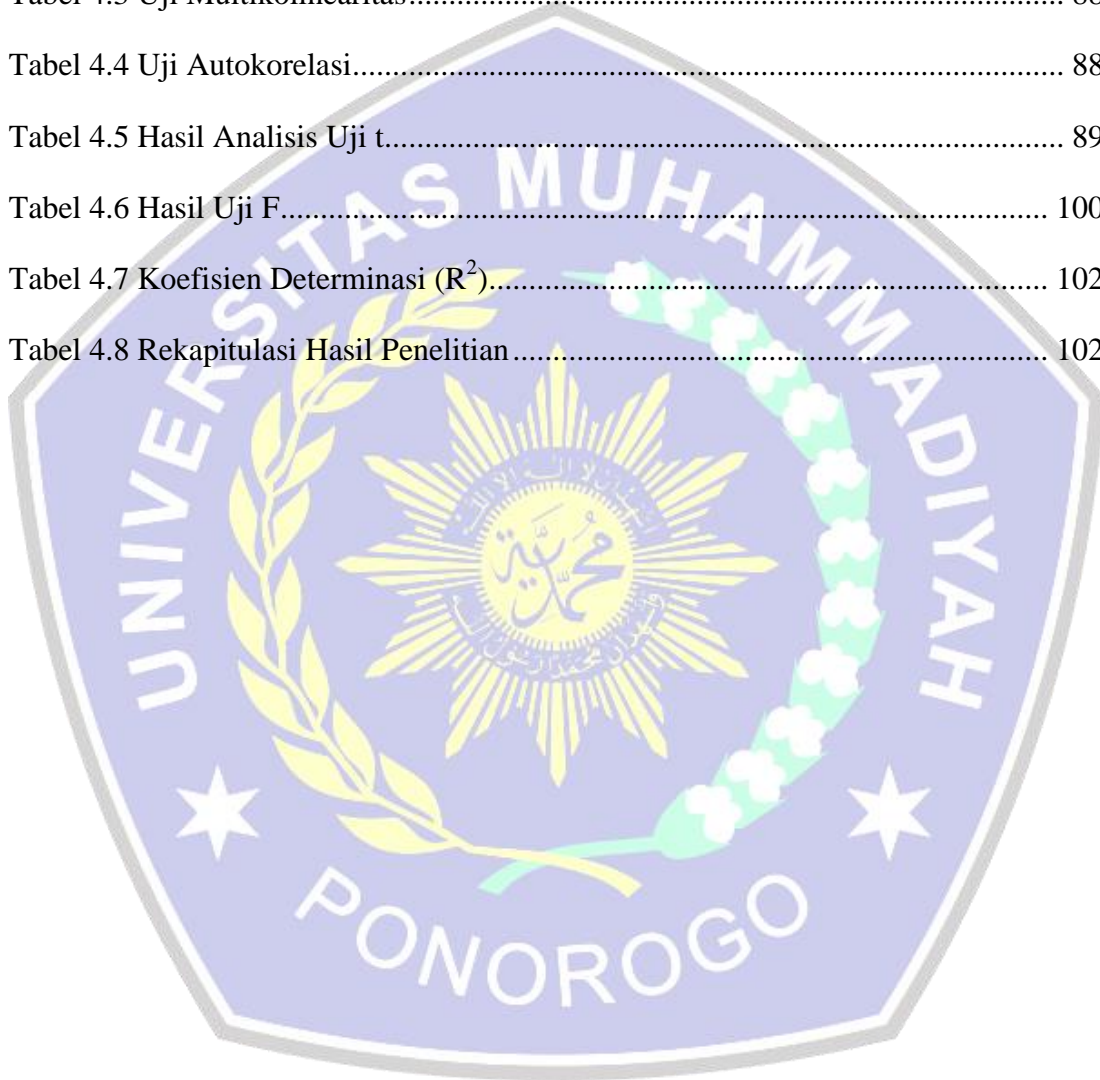 Tabel 4.4 Uji Autokorelasi.......................................................................................... 88
Tabel 4.5 Hasil Analisis Uji t...................................................................................... 89
Tabel 4.6 Hasil Uji F................................................................................................. 100
Tabel 4.7 Koefisien Determinasi (R²)...................................................................... 102
Tabel 4.8 Rekapitulasi Hasil Penelitian ................................................................... 102
UNIVERSITAS MUHAMMADIYAH
محمدية
PONOROGO